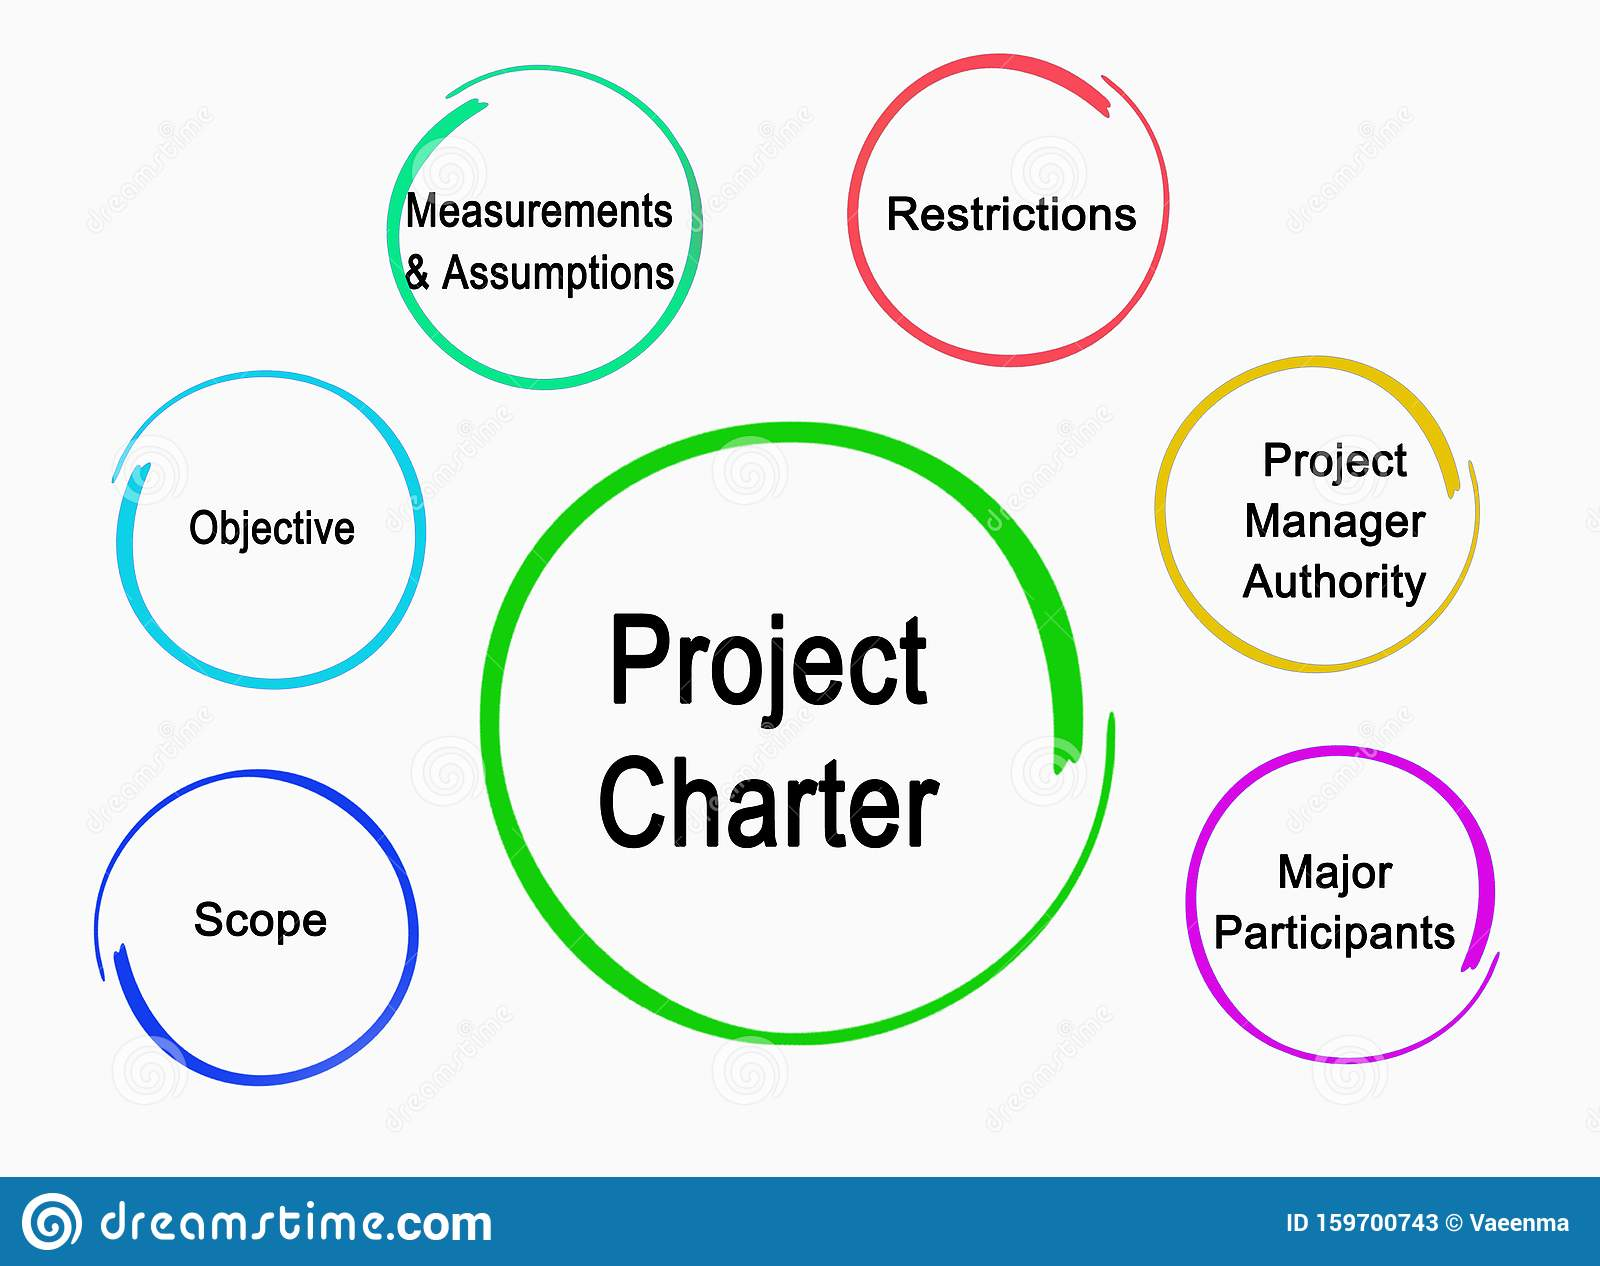 Measurements
& Assumptions
Restrictions
Objective
Project
Manager
Authority
Project
Charter
Scope
Major
Participants
dreamstime.com
ID 159700743 © Vaeenma